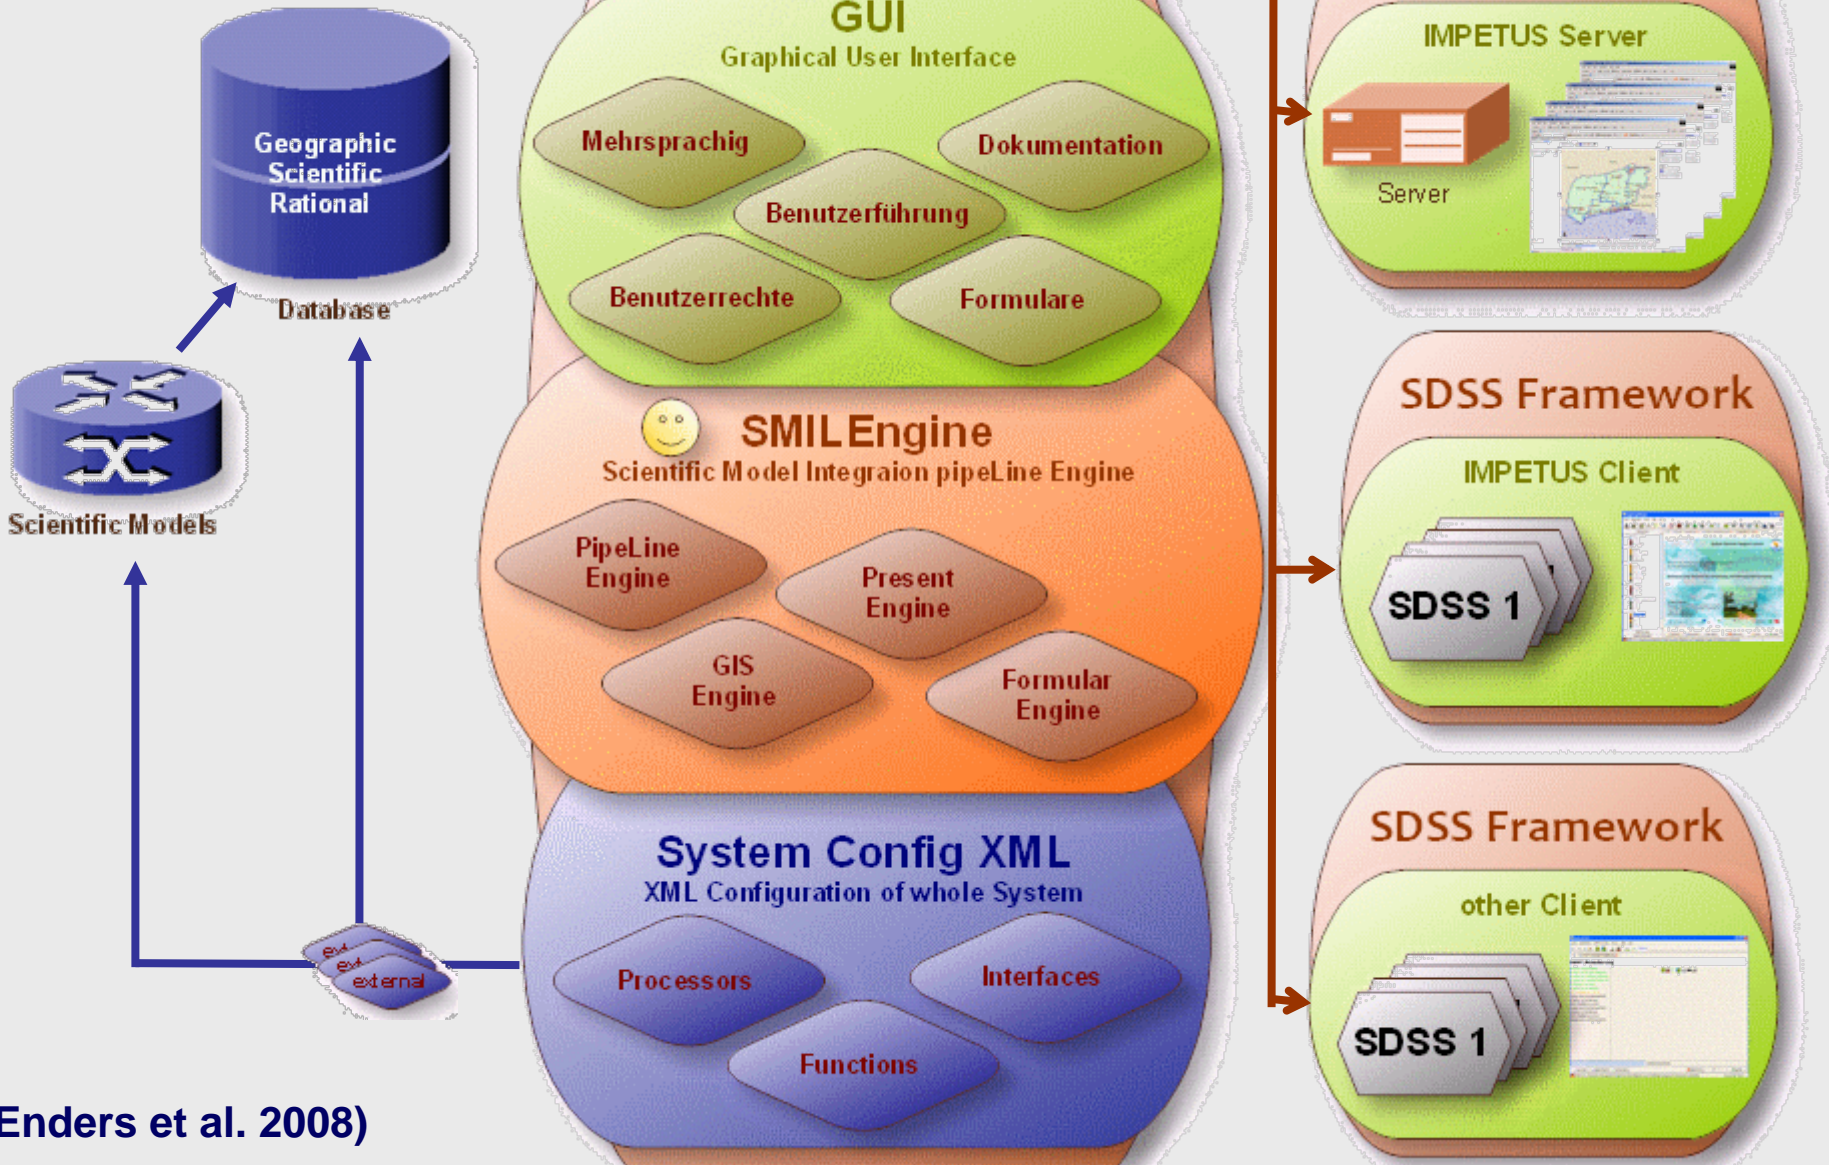 Geographic
Scientific
Rational
Database
Scientific Models
GUI
Graphical User Interface
Mehrsprachig
Dokumentation
Benutzerführung
Benutzerrechte
Formulare
SMILEngine
Scientific Model Integraion pipeLine Engine
PipeLine
Engine
Present
Engine
GIS
Engine
Formular
Engine
System Config XML
XML Configuration of whole System
Processors
Interfaces
Functions
ext
ext
external
IMPETUS Server
Server
SDSS Framework
IMPETUS Client
SDSS 1
SDSS Framework
other Client
SDSS 1
Enders et al. 2008)